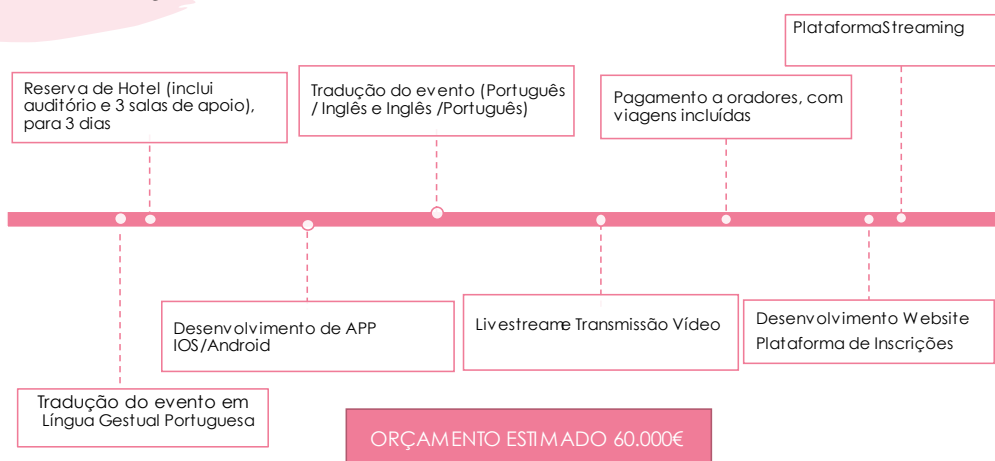 PlataformaStreaming
Reserva de Hotel (inclui
auditório e 3 salas de apoio),
para 3 dias
Tradução do evento (Português
/ Inglês e Inglês /Português)
Pagamento a oradores, com
viagens incluídas
Desenvolvimento de APP
IOS/Android
Livestreame Transmissão Vídeo
Desenvolvimento Website
Plataforma de Inscrições
Tradução do evento em
Língua Gestual Portuguesa
ORÇAMENTO ESTIMADO 60.000€